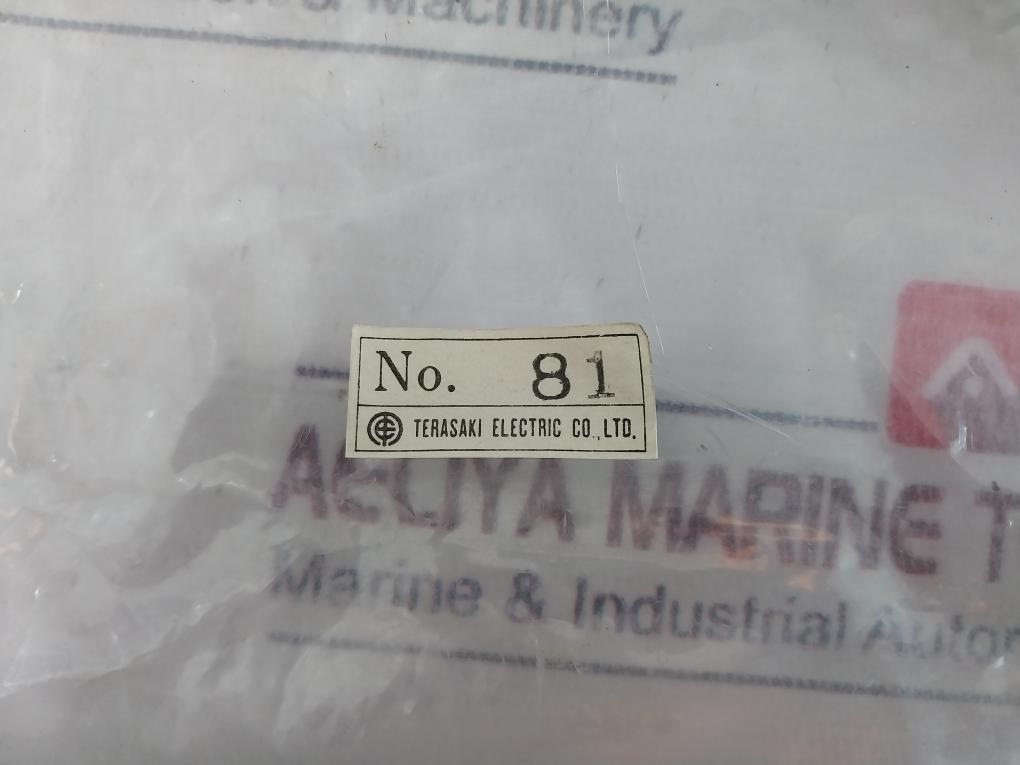 & Machinery
No. 81
TERASAKI ELECTRIC CO.,LTD.
MARINE
Marine & Industrial